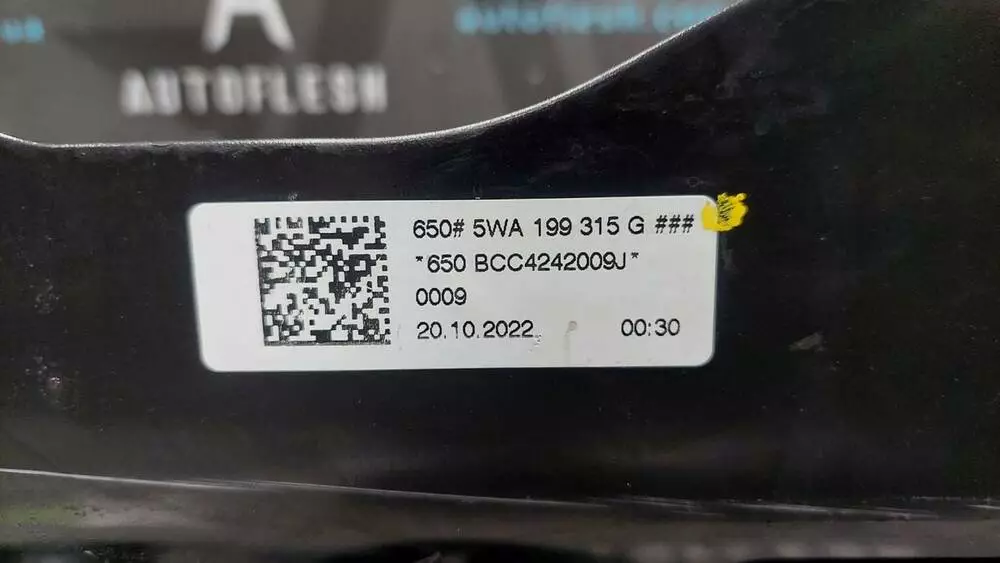 AUTOFLESH
650# 5WA 199 315 G ###
*650 BCC4242009J*
0009
20.10.2022 00:30